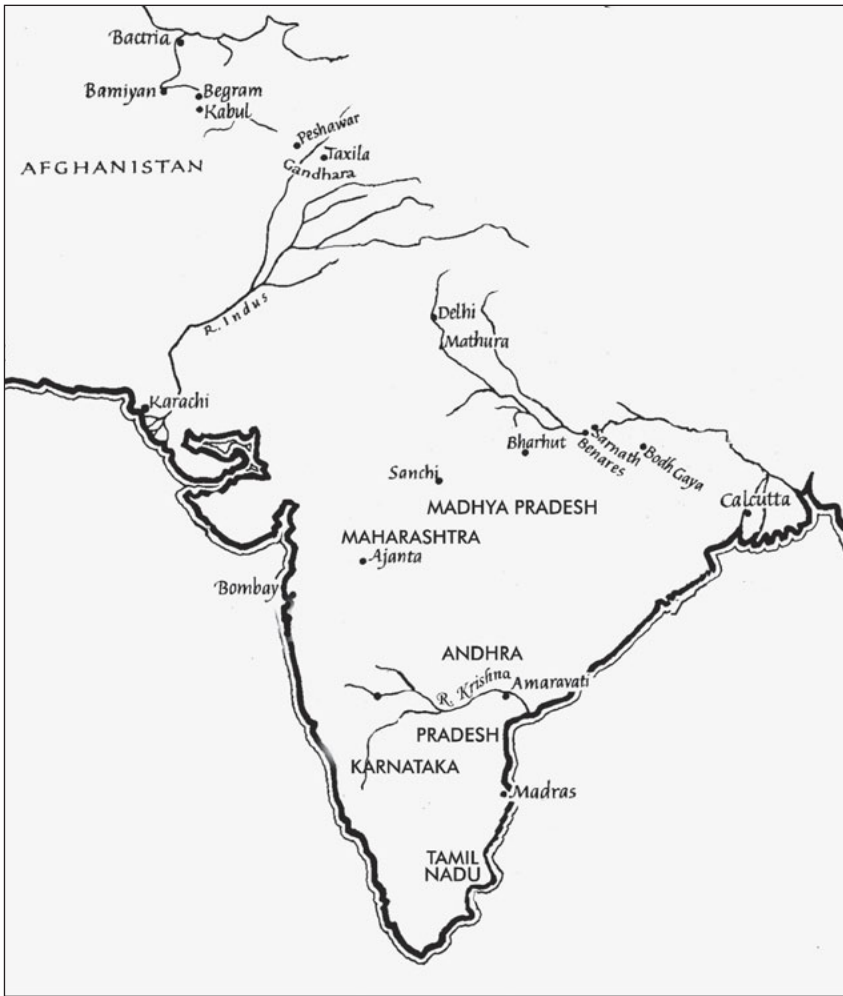 Bactria
Bamiyan
Begram
Kabul
Peshawar
Taxila
Gandhara
AFGHANISTAN
R. Indus
Delhi
Mathura
Karachi
Bharhut
Sarnath
Benares
Bodh Gaya
Sanchi
Calcutta
MADHYA PRADESH
MAHARASHTRA
Ajanta
Bombay
ANDHRA
R. Krishna
Amaravati
PRADESH
KARNATAKA
Madras
TAMIL
NADU